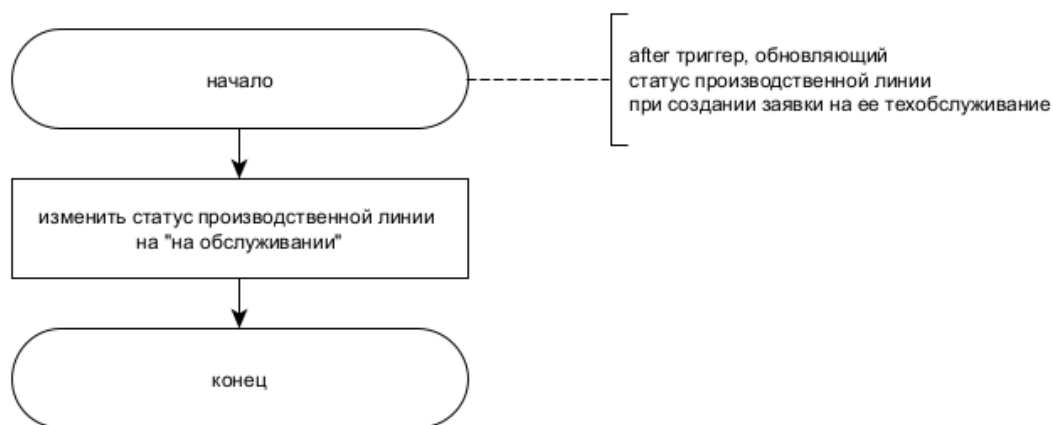 начало
after триггер, обновляющий
статус производственной линии
при создании заявки на ее техобслуживание
изменить статус производственной линии
на "на обслуживании"
конец